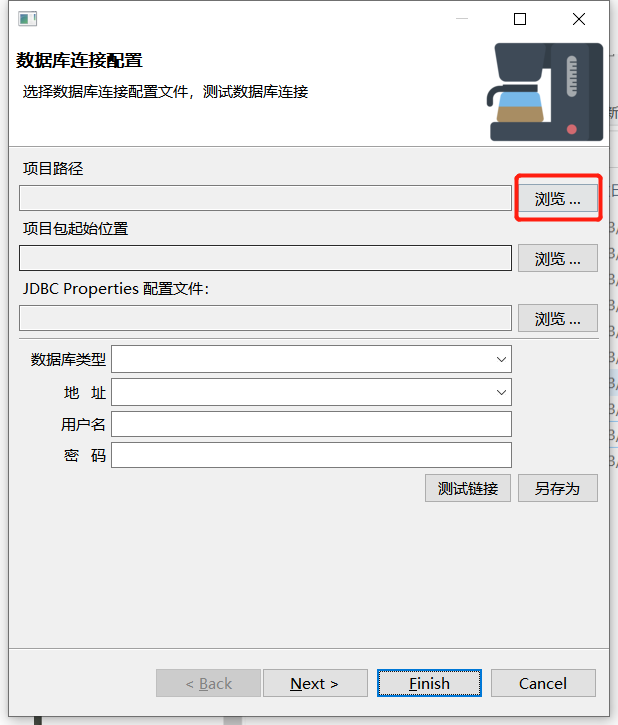 数据库连接配置
选择数据库连接配置文件，测试数据库连接
项目路径
浏览 ...
项目包起始位置
浏览 ...
JDBC Properties 配置文件：
浏览 ...
数据库类型
地 址
用户名
密 码
测试链接 另存为
< Back Next > Finish Cancel